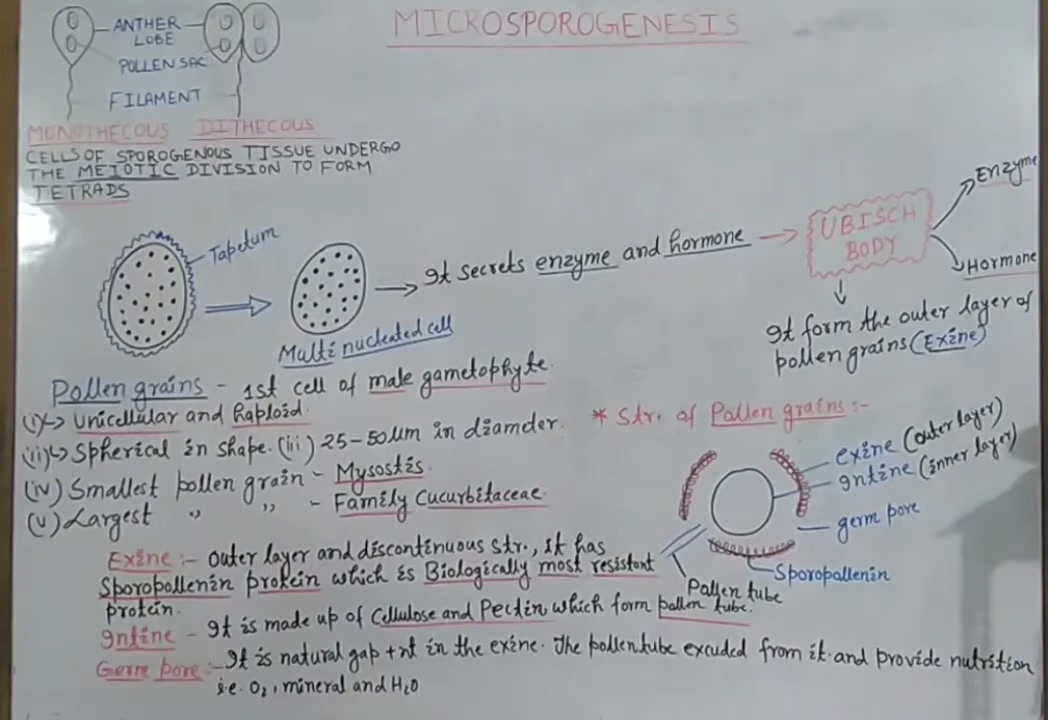 MICROSPOROGENESIS
ANTHER LOBE
POLLEN SAC
FILAMENT
MONOTHECOUS DITHECOUS
CELLS OF SPOROGENOUS TISSUE UNDERGO
THE MEIOTIC DIVISION TO FORM
TETRADS
Tapetum
Multi nucleated cell
It secrets enzyme and hormone
UBISCH
BODY
Enzyme
Hormone
It form the outer layer of
pollen grains (Exine)
Pollen grains - 1st cell of male gametophyte.
(i)↳ Unicellular and haploid.
(ii)↳ Spherical in shape. (iii) 25-50µm in diamder.
(iv) Smallest pollen grain - Mysostis.
(v) Largest " " - Family Cucurbitaceae.
* Str. of Pollen grains:-
exine (outer layer)
Intine (inner layer)
germ pore
Sporopollenin
Pollen tube
Exine :- Outer layer and discontinuous str., It has
Sporopollenin protein which is Biologically most resistant
protein.
Intine - It is made up of Cellulose and Pectin which form pollen tube.
Germ pore:- It is natural gap +nt in the exine. The pollen tube excuded from it and provide nutrition
i.e. O2, mineral and H2O